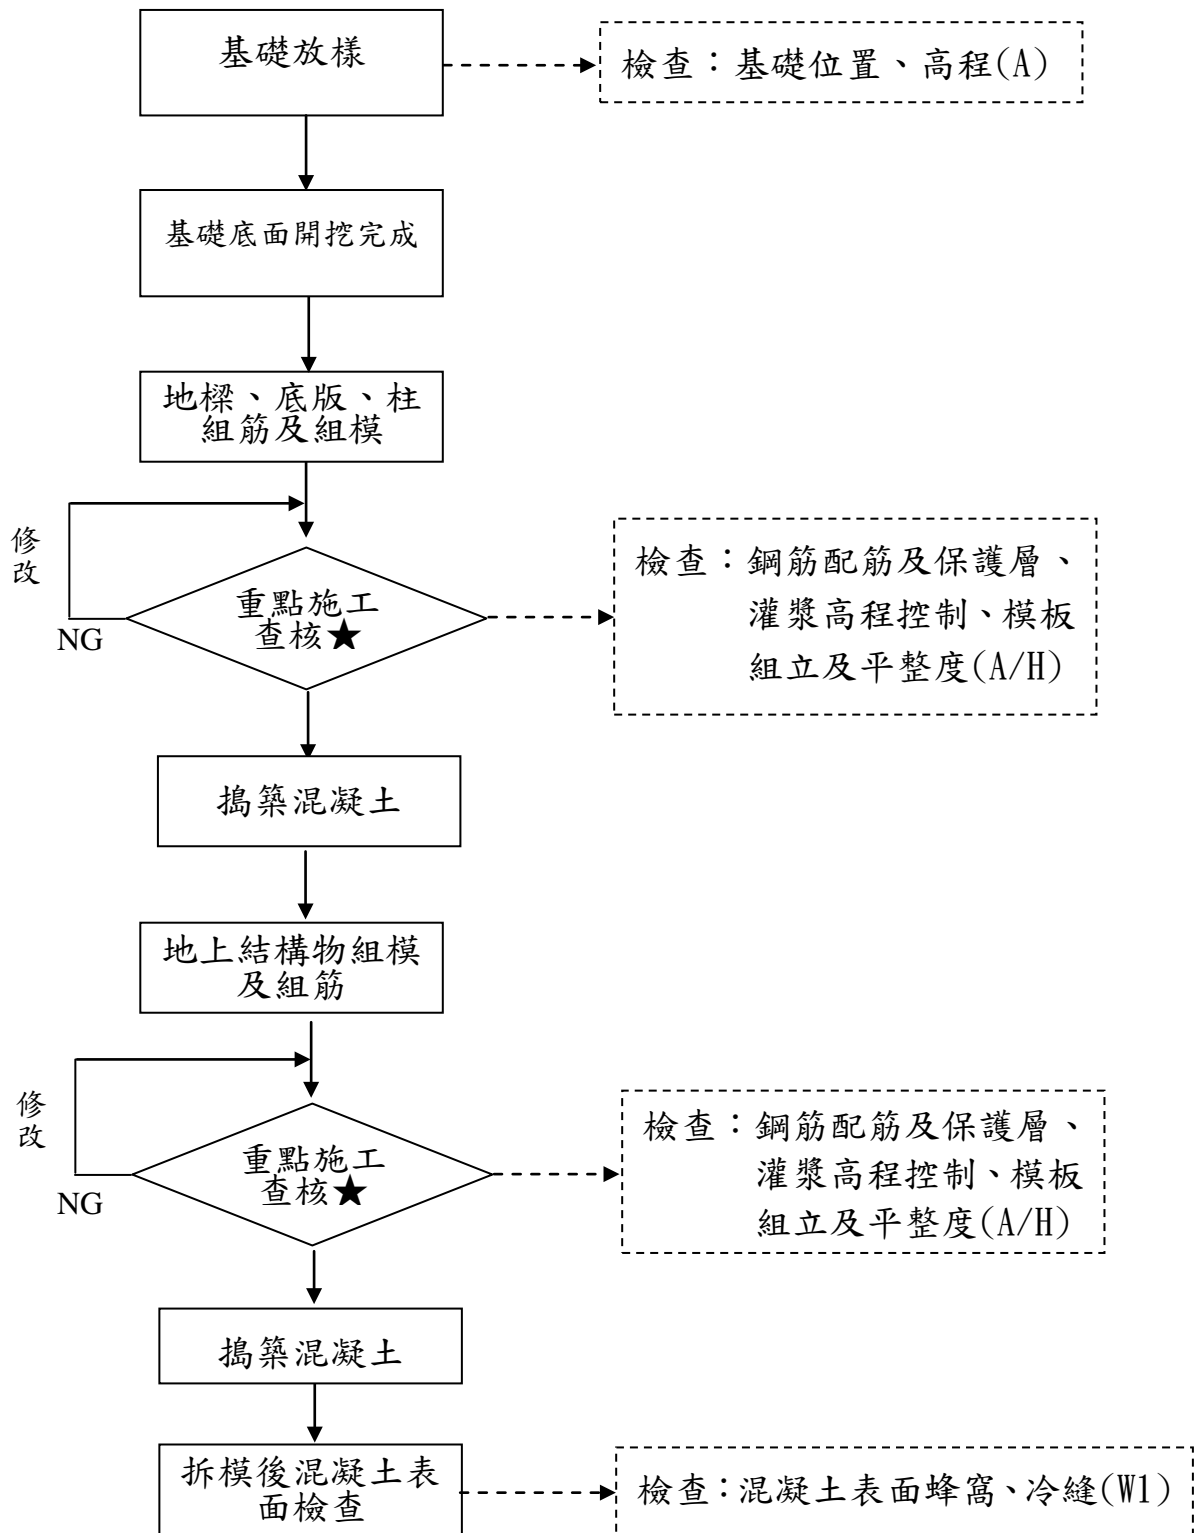 基礎放樣
檢查：基礎位置、高程(A)
基礎底面開挖完成
地樑、底版、柱
組筋及組模
修
改
NG
重點施工
查核★
檢查：鋼筋配筋及保護層、
灌漿高程控制、模板
組立及平整度(A/H)
搗築混凝土
地上結構物組模
及組筋
修
改
NG
重點施工
查核★
檢查：鋼筋配筋及保護層、
灌漿高程控制、模板
組立及平整度(A/H)
搗築混凝土
拆模後混凝土表
面檢查
檢查：混凝土表面蜂窩、冷縫(W1)